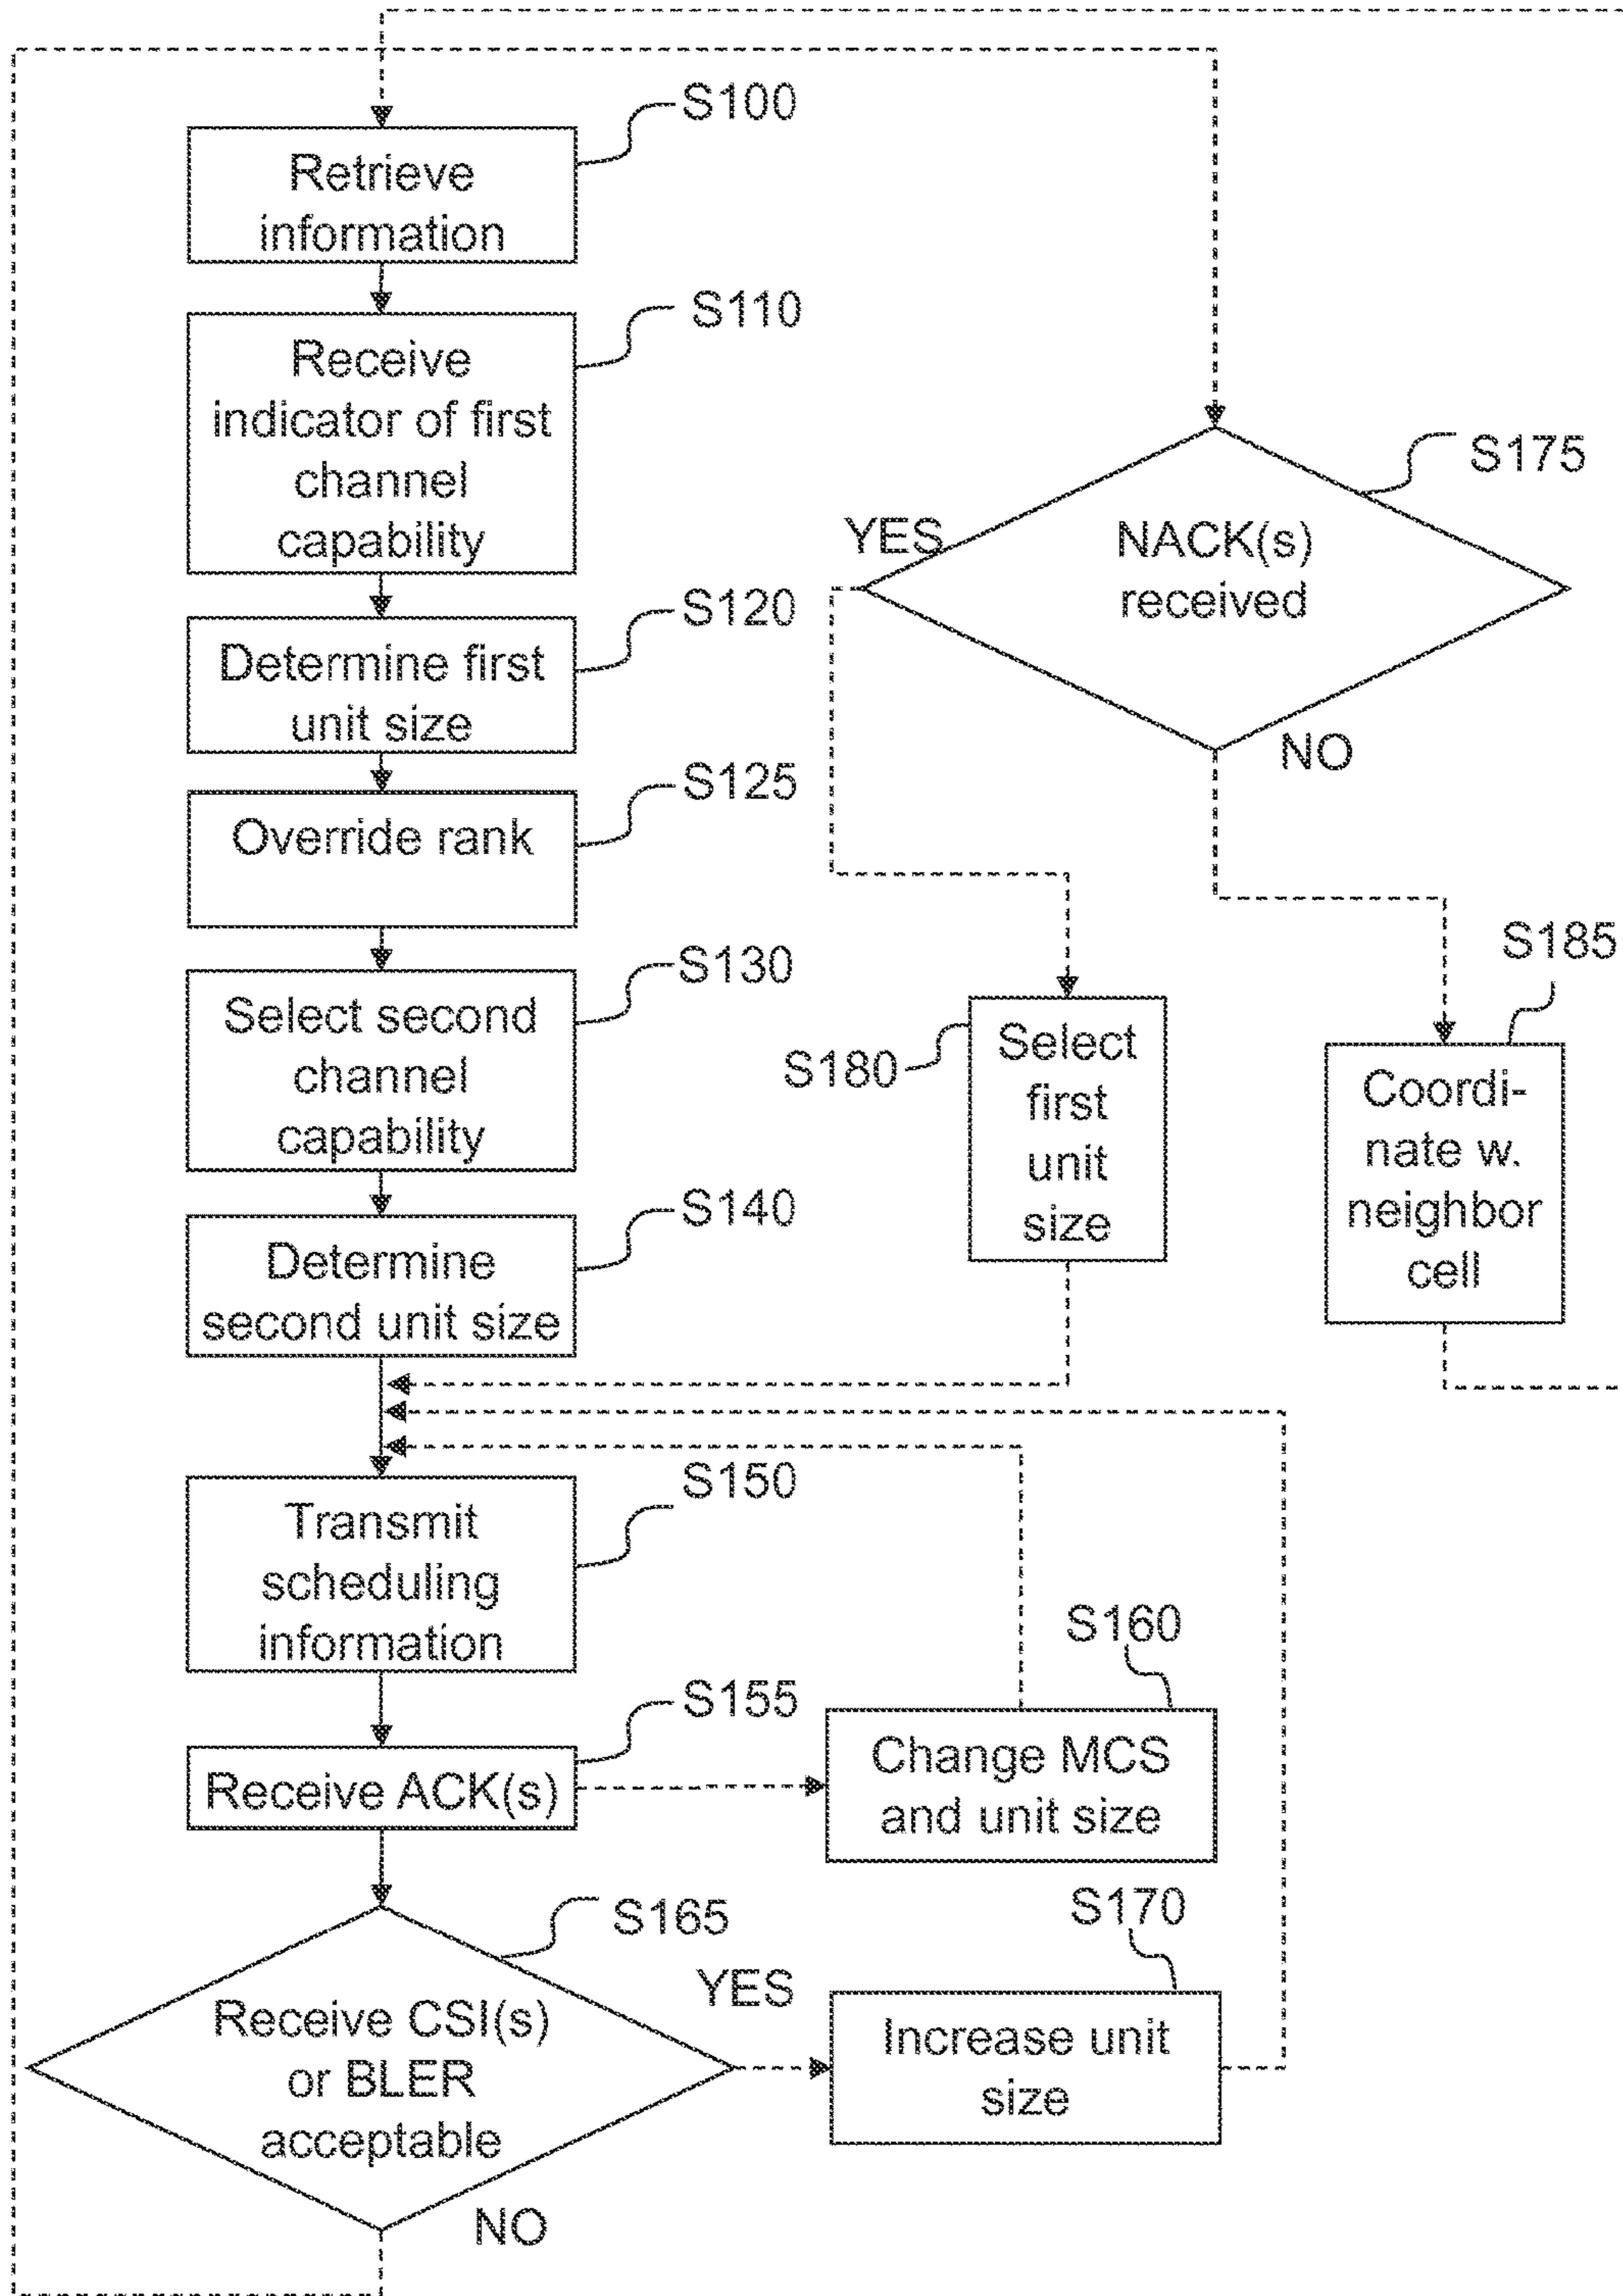 S100
Retrieve
information
S110
Receive
indicator of first
channel
capability
S120
Determine first
unit size
S125
Override rank
S130
Select second
channel
capability
S140
Determine
second unit size
S150
Transmit
scheduling
information
S155
Receive ACK(s)
S160
Change MCS
and unit size
S165
Receive CSI(s)
or BLER
acceptable
YES
NO
S170
Increase unit
size
S175
NACK(s)
received
YES
NO
S180
Select
first
unit
size
S185
Coordi-
nate w.
neighbor
cell